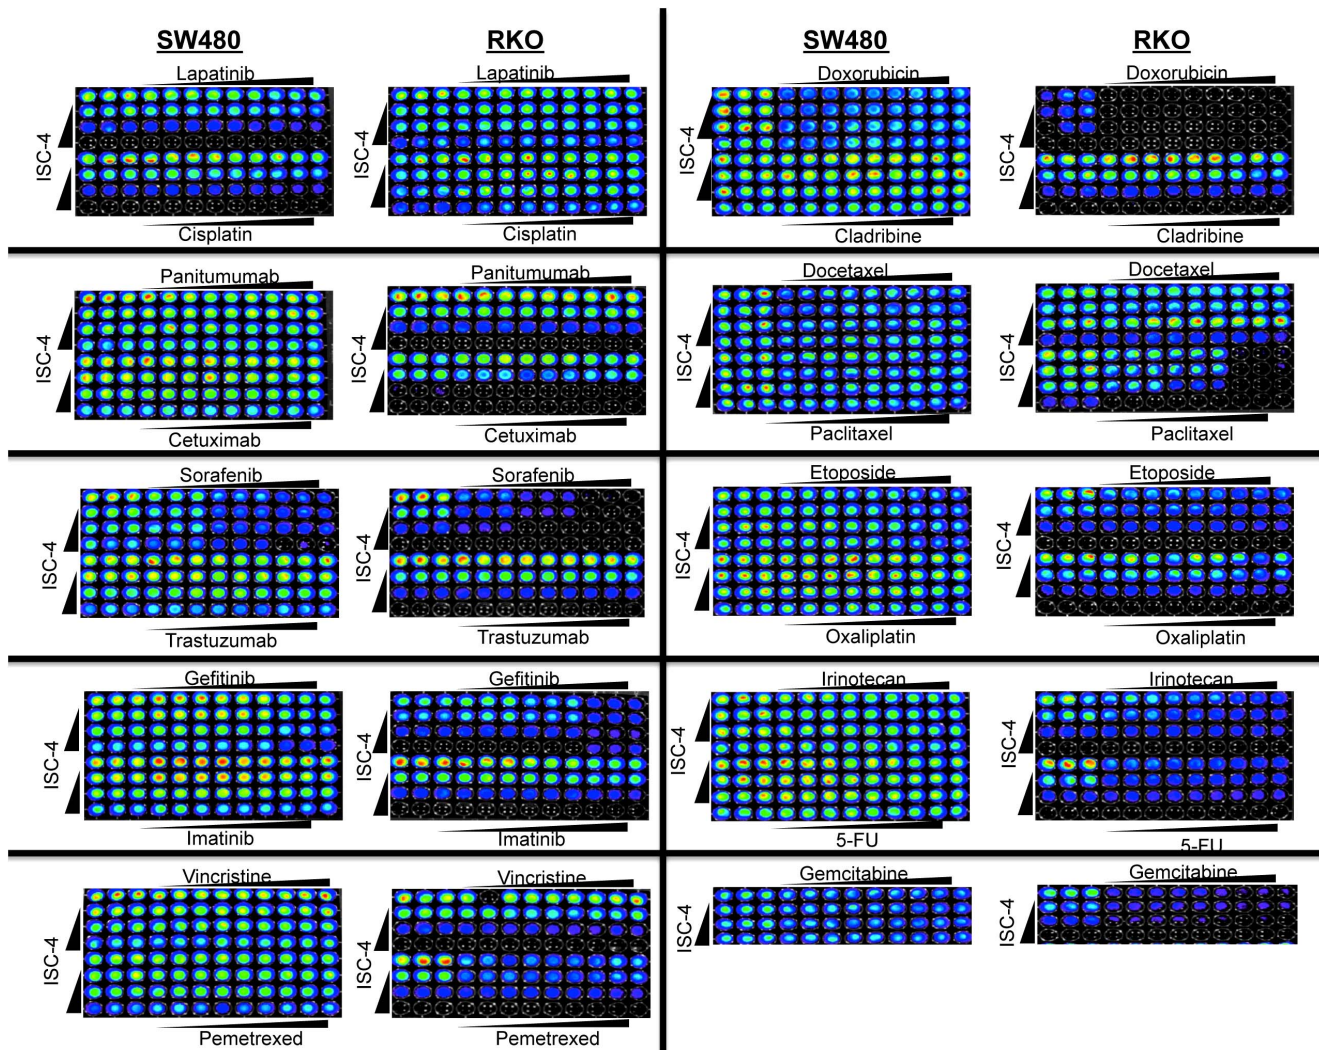 SW480
RKO
SW480
RKO
Lapatinib
Lapatinib
Doxorubicin
Doxorubicin
ISC-4
ISC-4
ISC-4
ISC-4
Cisplatin
Cisplatin
Cladribine
Cladribine
Panitumumab
Panitumumab
Docetaxel
Docetaxel
ISC-4
ISC-4
ISC-4
ISC-4
Cetuximab
Cetuximab
Paclitaxel
Paclitaxel
Sorafenib
Sorafenib
Etoposide
Etoposide
ISC-4
ISC-4
ISC-4
ISC-4
Trastuzumab
Trastuzumab
Oxaliplatin
Oxaliplatin
Gefitinib
Gefitinib
Irinotecan
Irinotecan
ISC-4
ISC-4
ISC-4
ISC-4
Imatinib
Imatinib
5-FU
5-FU
Vincristine
Vincristine
Gemcitabine
Gemcitabine
ISC-4
ISC-4
ISC-4
ISC-4
Pemetrexed
Pemetrexed